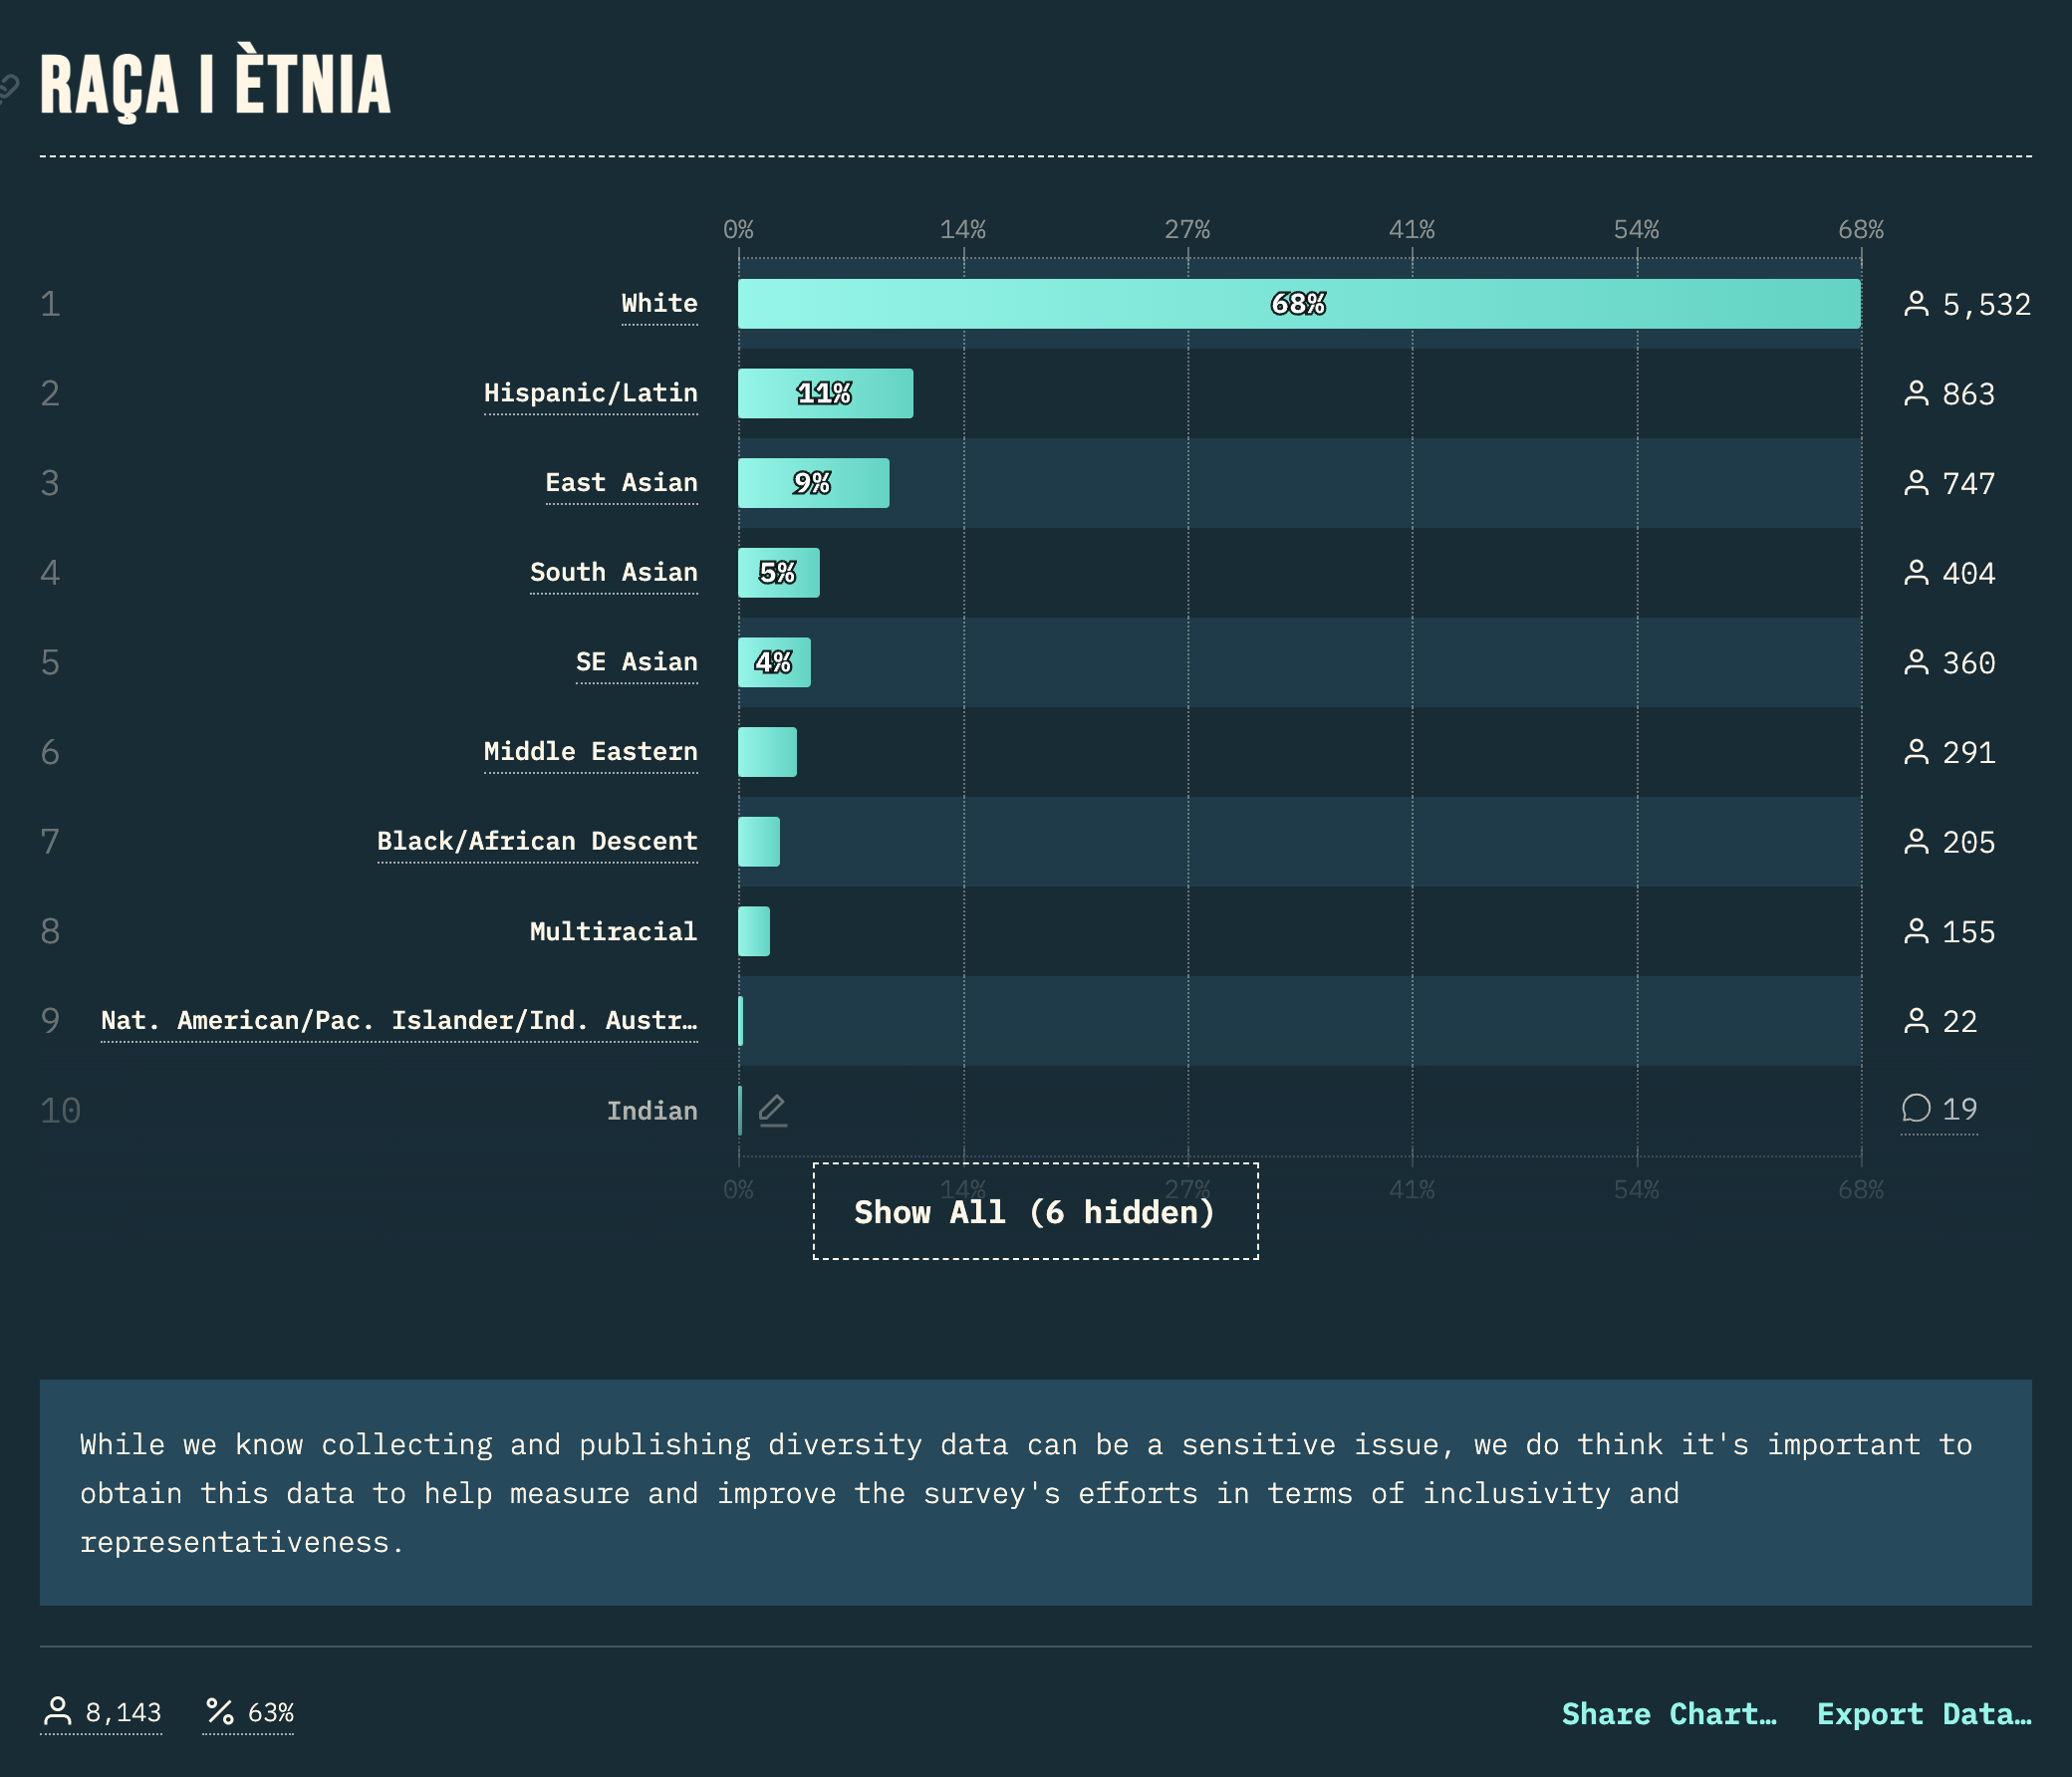 RAÇA I ÈTNIA
0% 14% 27% 41% 54% 68%
1 White 68% 5,532
2 Hispanic/Latin 11% 863
3 East Asian 9% 747
4 South Asian 5% 404
5 SE Asian 4% 360
6 Middle Eastern 291
7 Black/African Descent 205
8 Multiracial 155
9 Nat. American/Pac. Islander/Ind. Austr… 22
10 Indian 19
0% 14% 27% 41% 54% 68%
Show All (6 hidden)
While we know collecting and publishing diversity data can be a sensitive issue, we do think it's important to
obtain this data to help measure and improve the survey's efforts in terms of inclusivity and
representativeness.
8,143 63% Share Chart… Export Data…